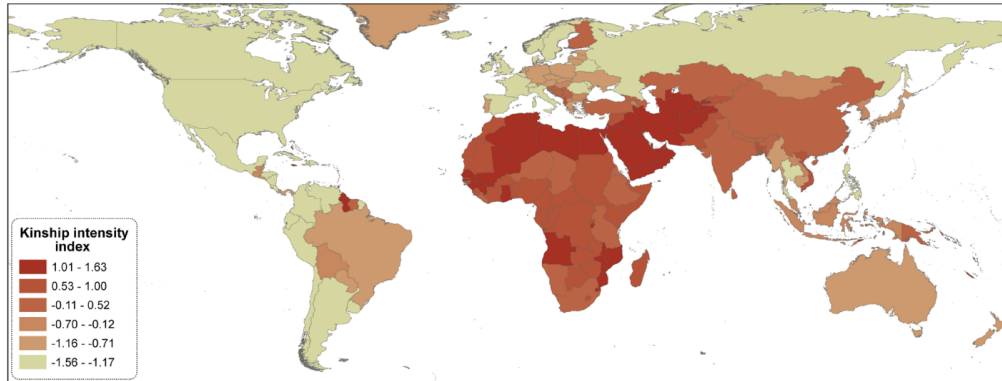 Kinship intensity
index
1.01 - 1.63
0.53 - 1.00
-0.11 - 0.52
-0.70 - -0.12
-1.16 - -0.71
-1.56 - -1.17